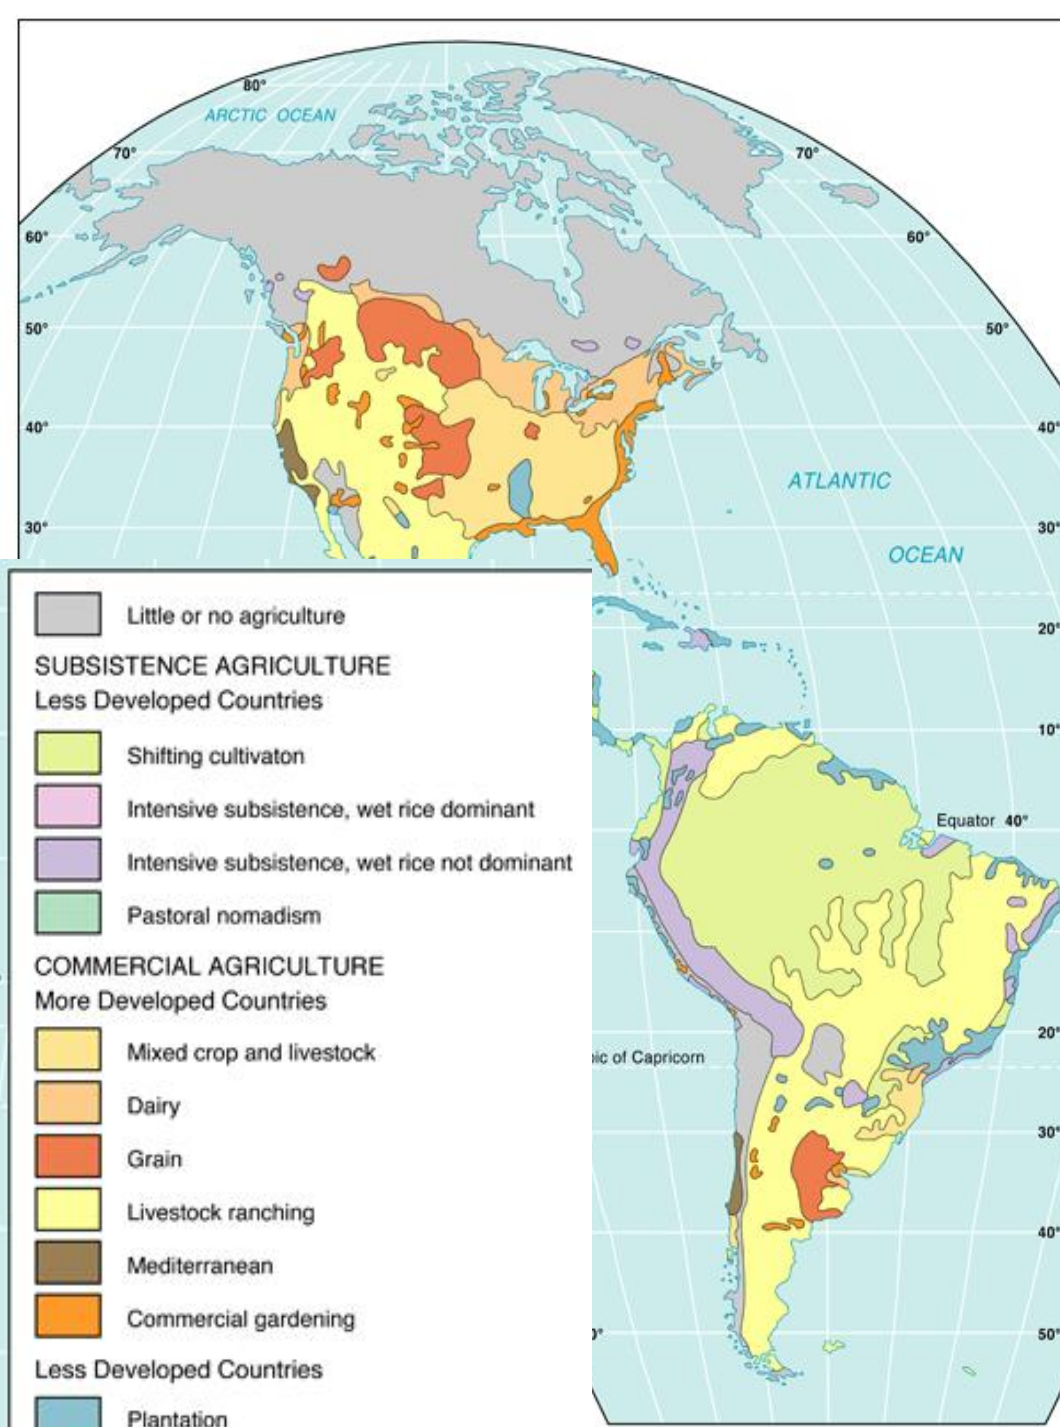 80°
ARCTIC OCEAN
70°
70°
60°
60°
50°
50°
40°
40°
ATLANTIC
30°
30°
OCEAN
20°
10°
Equator 40°
20°
pic of Capricorn
30°
40°
0°
50°
Little or no agriculture
SUBSISTENCE AGRICULTURE
Less Developed Countries
Shifting cultivaton
Intensive subsistence, wet rice dominant
Intensive subsistence, wet rice not dominant
Pastoral nomadism
COMMERCIAL AGRICULTURE
More Developed Countries
Mixed crop and livestock
Dairy
Grain
Livestock ranching
Mediterranean
Commercial gardening
Less Developed Countries
Plantation